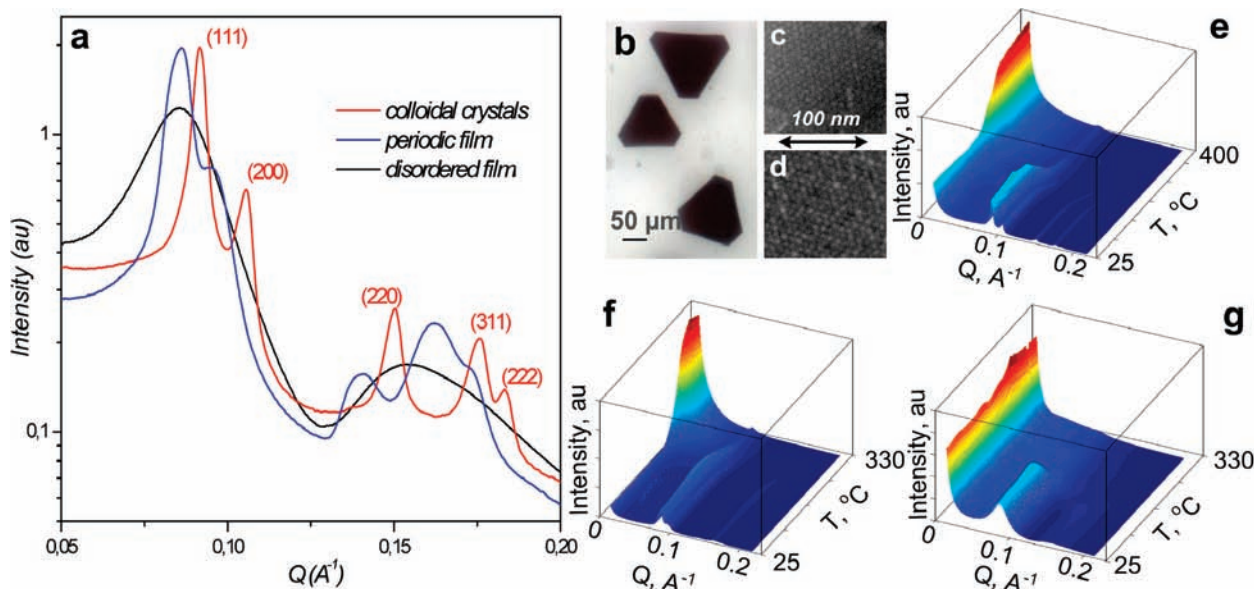 a
(111)
(200)
(220)
(311)
(222)
colloidal crystals
periodic film
disordered film
1
0,1
Intensity (au)
0,05
0,10
0,15
0,20
Q(A⁻¹)
b
50 µm
c
100 nm
d
e
Intensity, au
0
0.1
0.2
Q, A⁻¹
25
T, °C
400
f
Intensity, au
0
0.1
0.2
Q, A⁻¹
25
T, °C
330
g
Intensity, au
0
0.1
0.2
Q, A⁻¹
25
T, °C
330